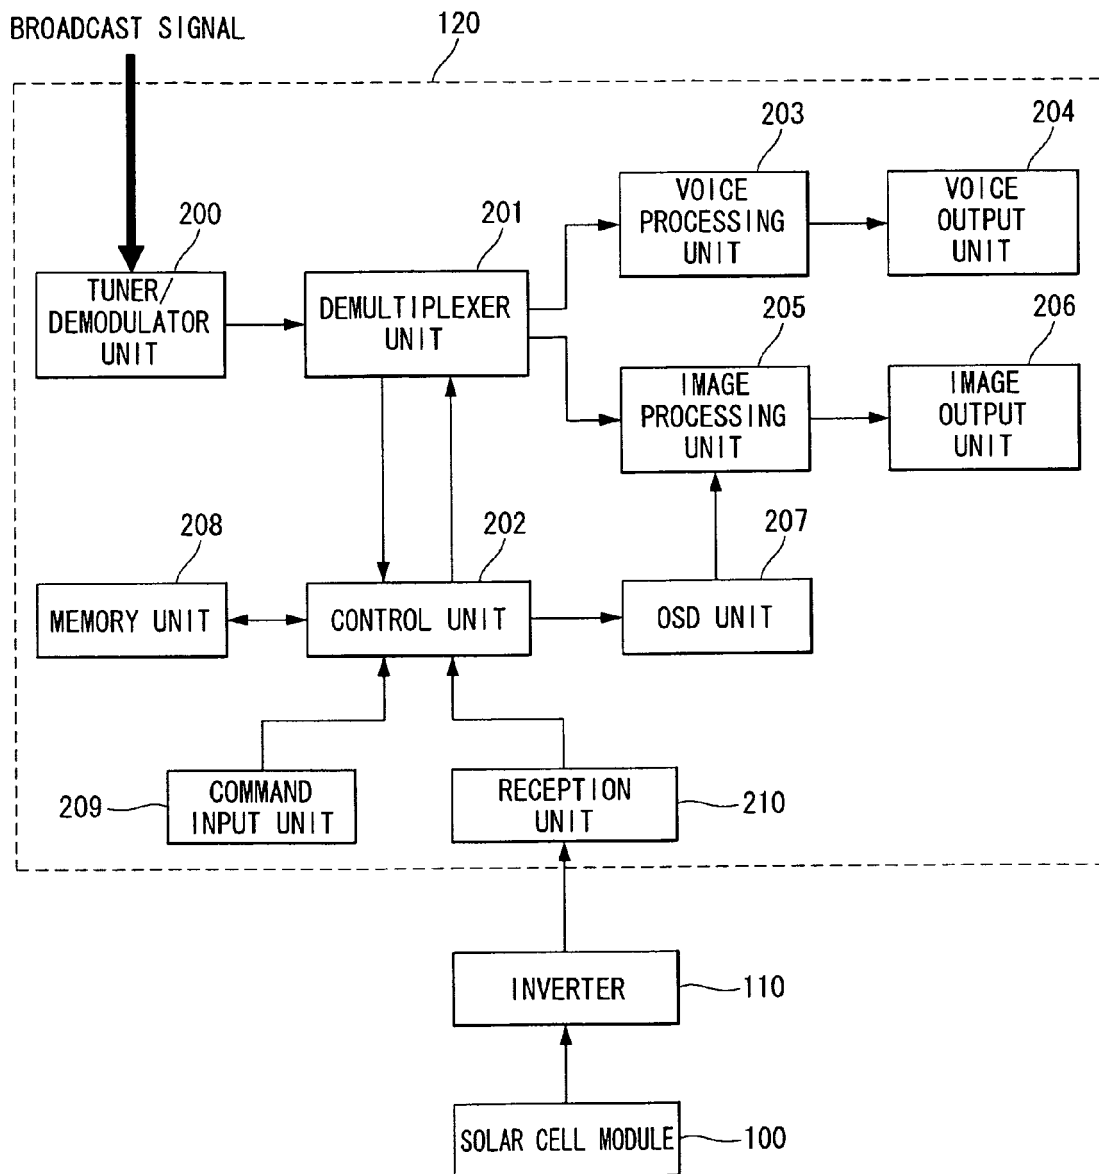 BROADCAST SIGNAL
120
203
204
VOICE
PROCESSING
UNIT
VOICE
OUTPUT
UNIT
200
201
TUNER/
DEMODULATOR
UNIT
DEMULTIPLEXER
UNIT
205
206
IMAGE
PROCESSING
UNIT
IMAGE
OUTPUT
UNIT
208
202
207
MEMORY UNIT
CONTROL UNIT
OSD UNIT
209
COMMAND
INPUT UNIT
RECEPTION
UNIT
210
INVERTER
110
SOLAR CELL MODULE
100